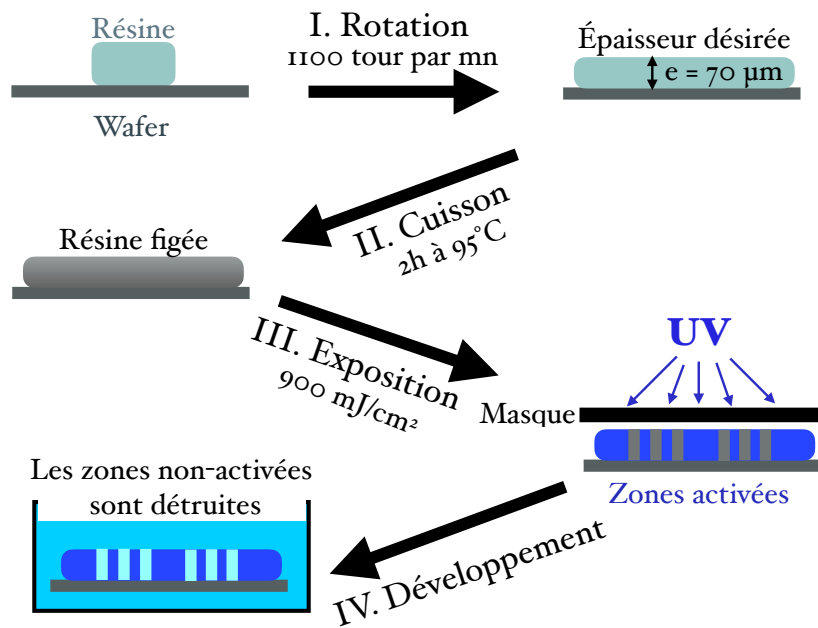 Résine
Wafer
I. Rotation
1100 tour par mn
Épaisseur désirée
e = 70 µm
II. Cuisson
2h à 95°C
Résine figée
III. Exposition
900 mJ/cm²
UV
Masque
Zones activées
Les zones non-activées
sont détruites
IV. Développement